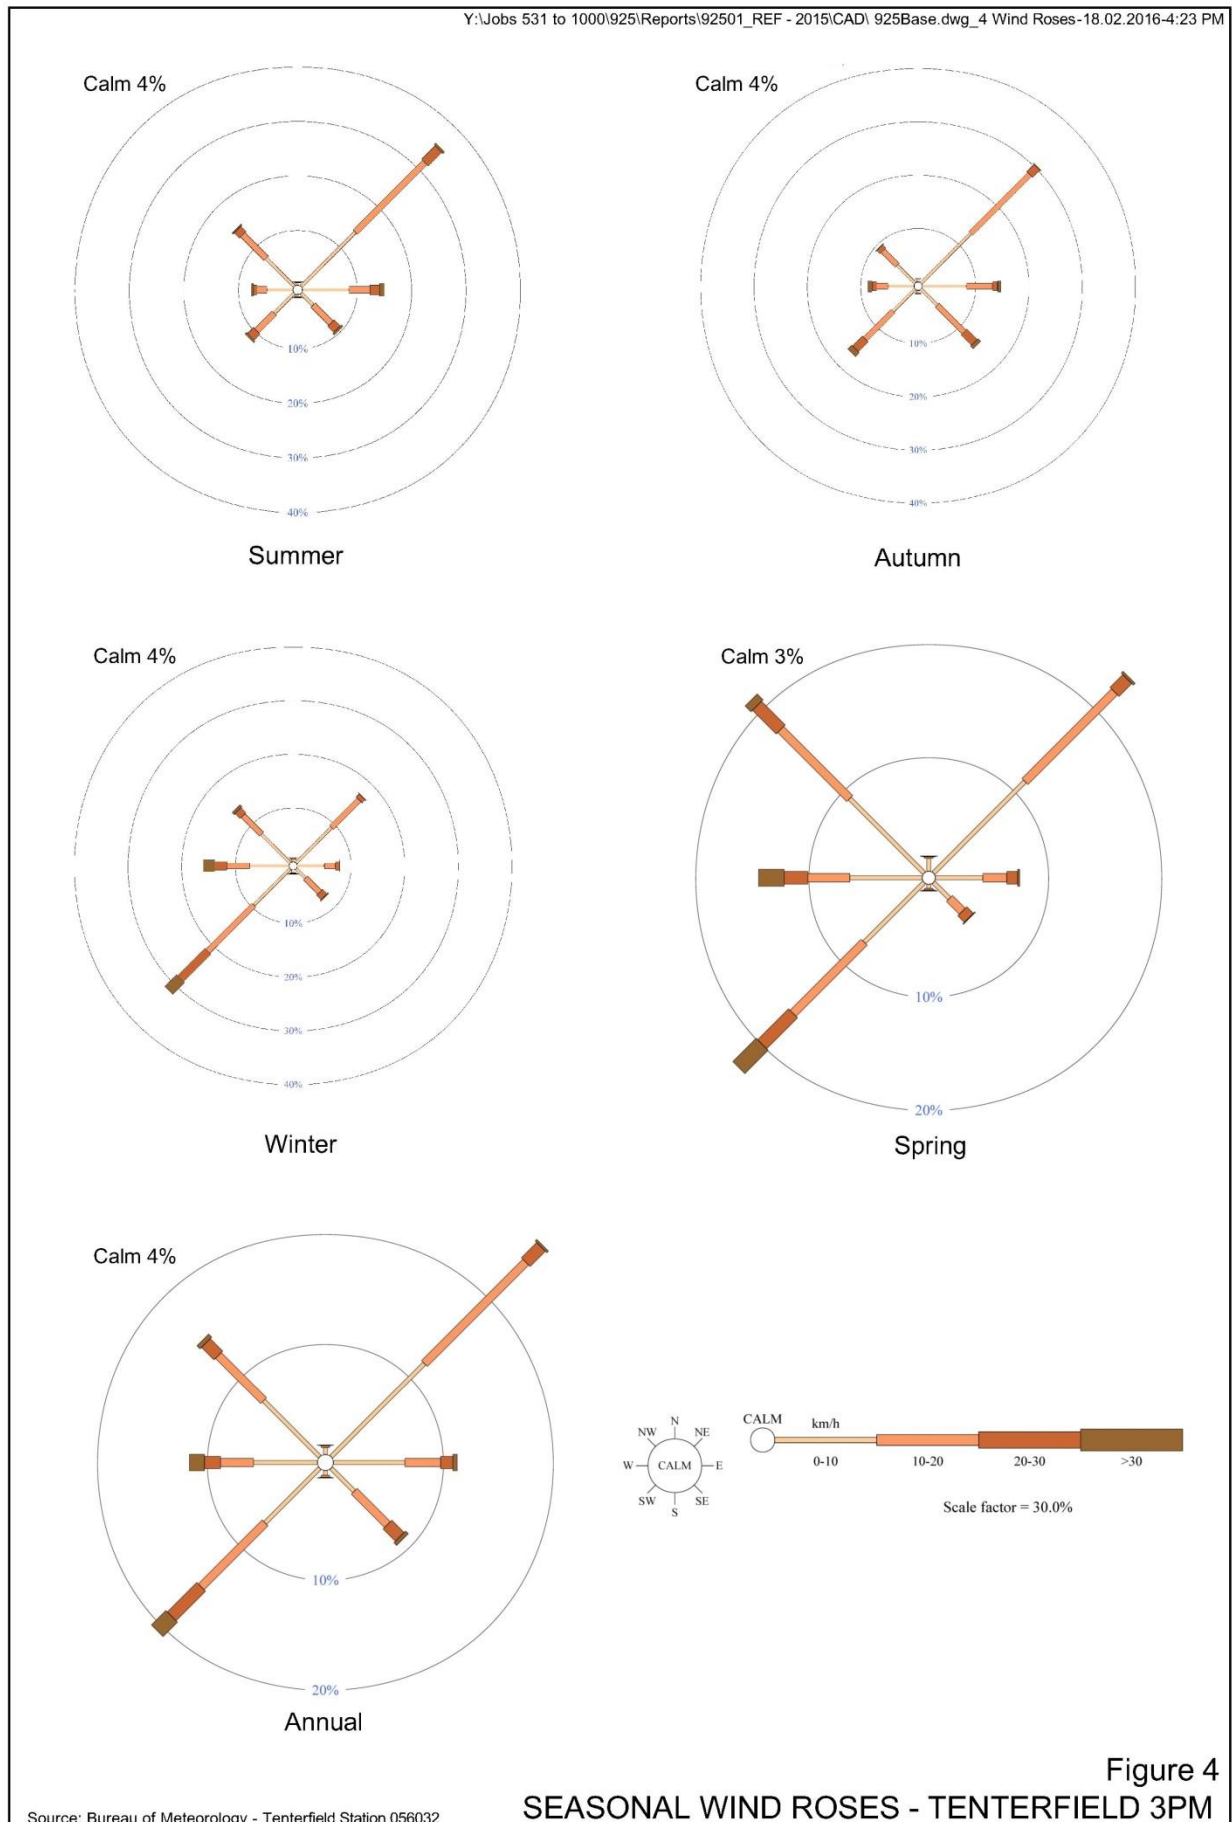 Y:\Jobs 531 to 1000\925\Reports\92501_REF - 2015\CAD\ 925Base.dwg_4 Wind Roses-18.02.2016-4:23 PM
Calm 4%
10%
20%
30%
40%
Summer
Calm 4%
10%
20%
30%
40%
Autumn
Calm 4%
10%
20%
30%
40%
Winter
Calm 3%
10%
20%
Spring
Calm 4%
10%
20%
Annual
N
NW NE
W CALM E
SW SE
S
CALM km/h
0-10 10-20 20-30 >30
Scale factor = 30.0%
Figure 4
SEASONAL WIND ROSES - TENTERFIELD 3PM
Source: Bureau of Meteorology - Tenterfield Station 056032